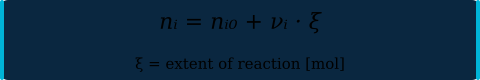 nᵢ = nᵢ₀ + νᵢ · ξ
ξ = extent of reaction [mol]